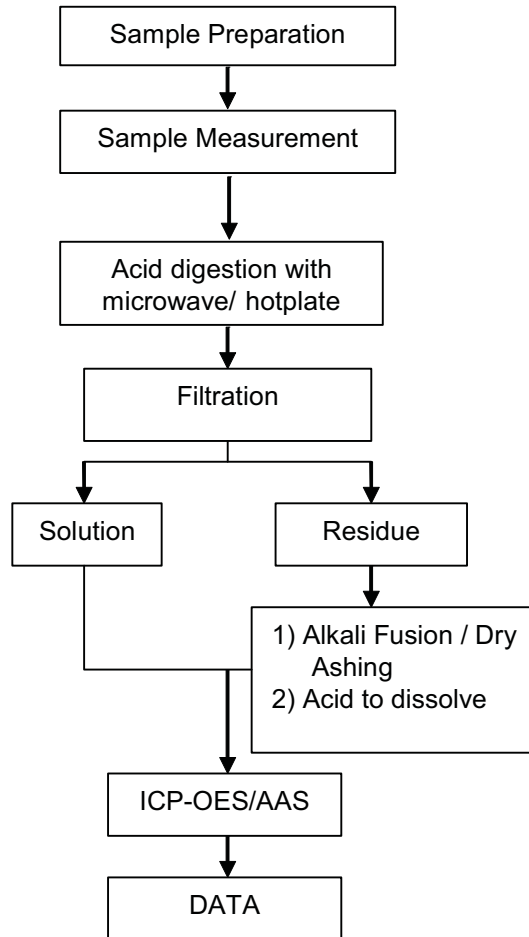 Sample Preparation
Sample Measurement
Acid digestion with
microwave/ hotplate
Filtration
Solution
Residue
1) Alkali Fusion / Dry
Ashing
2) Acid to dissolve
ICP-OES/AAS
DATA